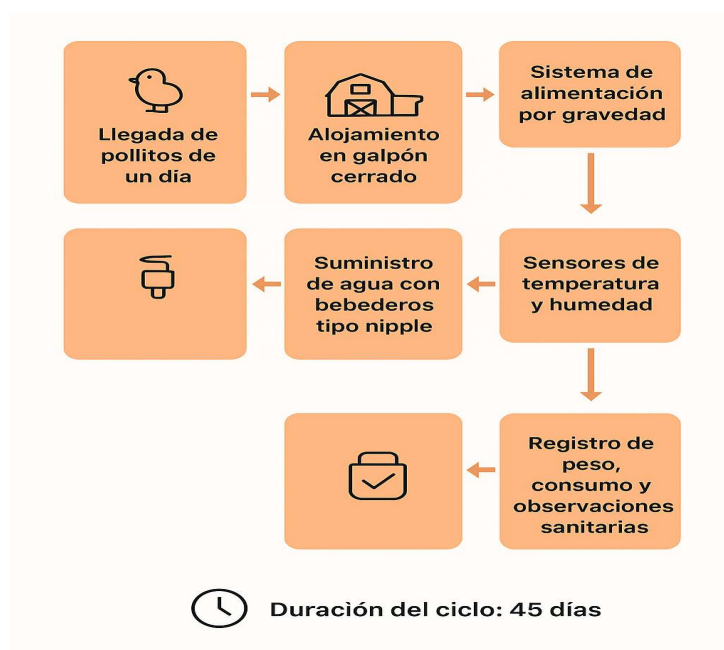 Llegada de
pollitos de
un día
Alojamiento
en galpón
cerrado
Sistema de
alimentación
por gravedad
Suministro
de agua con
bebederos
tipo nipple
Sensores de
temperatura
y humedad
Registro de
peso,
consumo y
observaciones
sanitarias
Duración del ciclo: 45 días